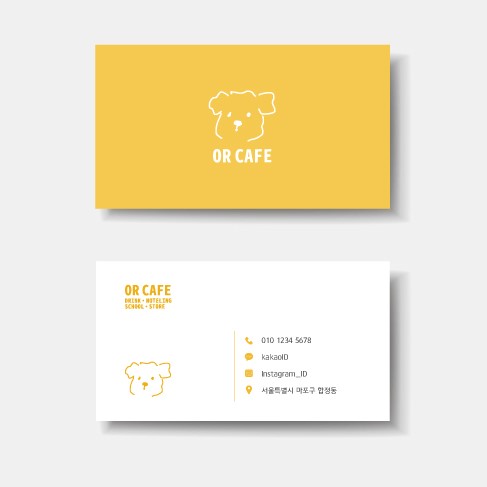 OR CAFE
OR CAFE
DRINK • HOTELING
SCHOOL • STORE
010 1234 5678
kakaoID
Instagram_ID
서울특별시 마포구 합정동